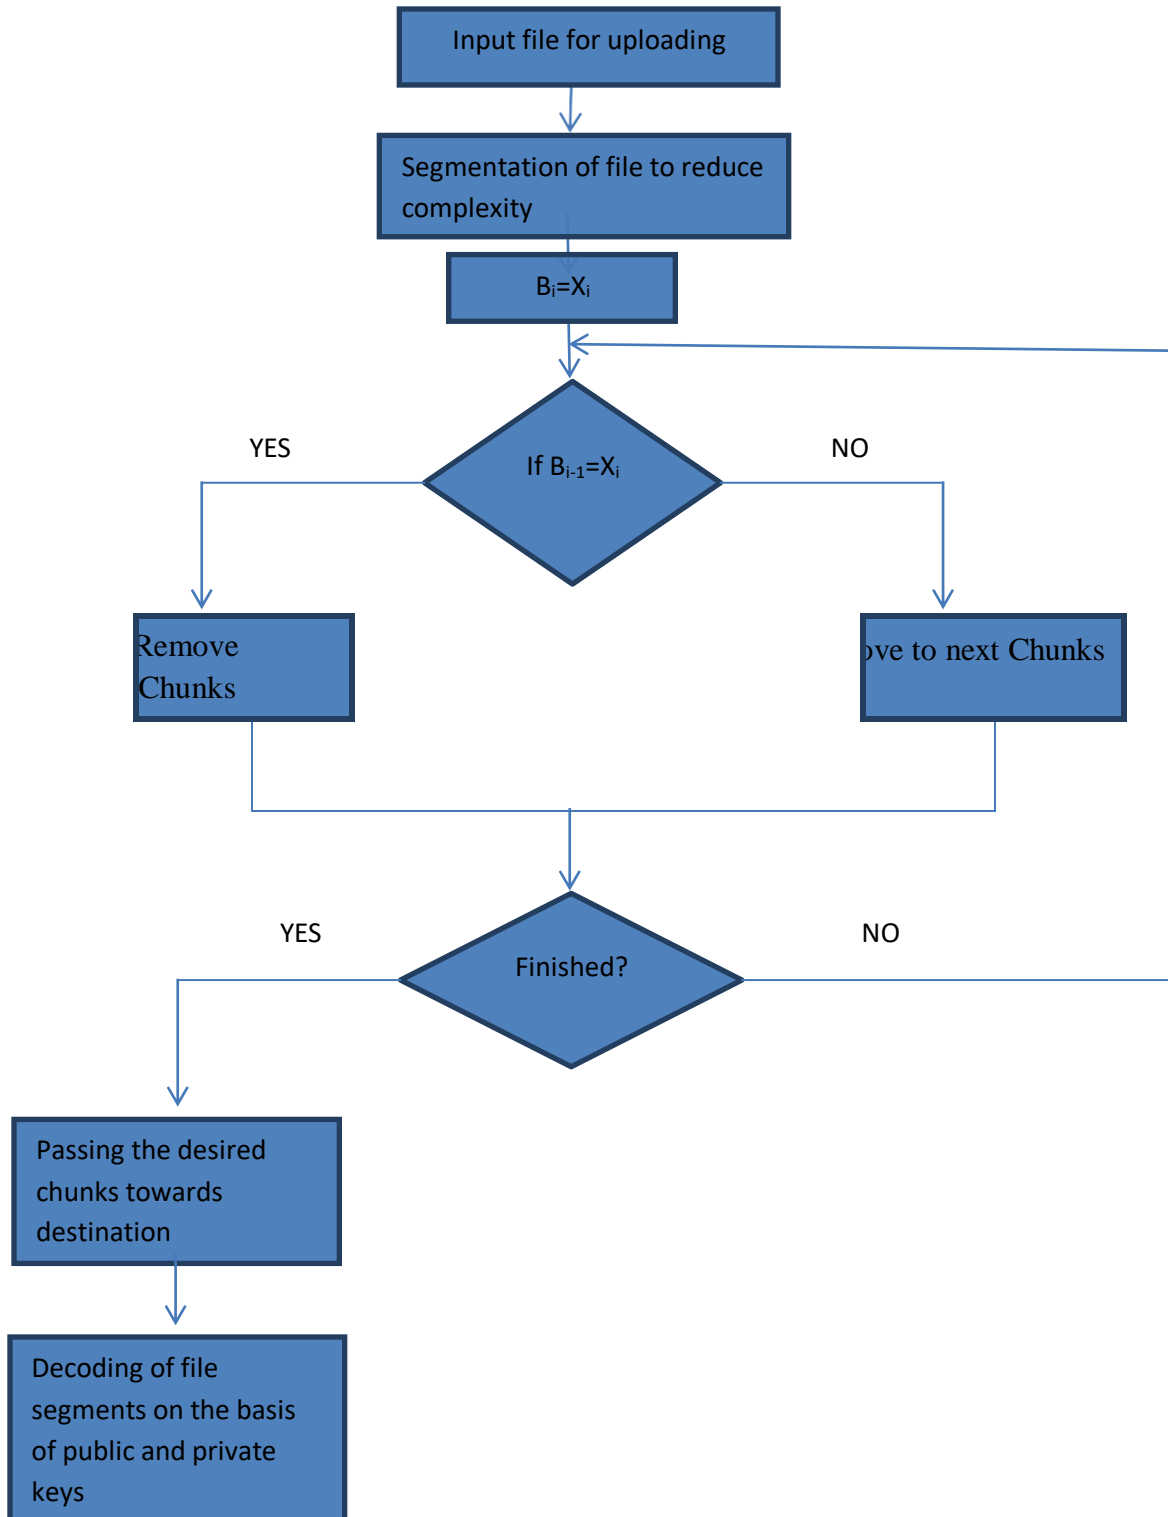 Input file for uploading
Segmentation of file to reduce
complexity
Bᵢ=Xᵢ
If Bᵢ₋₁=Xᵢ
YES
NO
Remove
Chunks
ove to next Chunks
Finished?
YES
NO
Passing the desired
chunks towards
destination
Decoding of file
segments on the basis
of public and private
keys